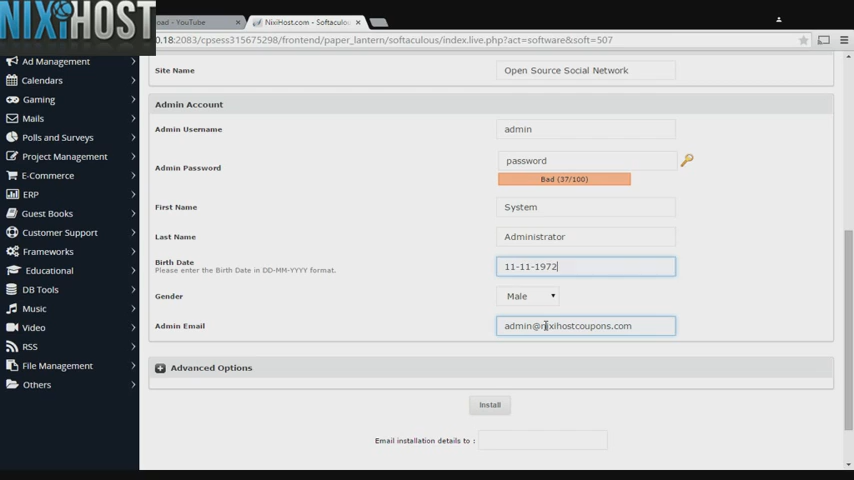 NIXIHOST
oad - YouTube × NixiHost.com - Softaculous ×
0.18:2083/cpsess315675298/frontend/paper_lantern/softaculous/index.live.php?act=software&soft=507
Ad Management
Calendars
Gaming
Mails
Polls and Surveys
Project Management
E-Commerce
ERP
Guest Books
Customer Support
Frameworks
Educational
DB Tools
Music
Video
RSS
File Management
Others
Site Name Open Source Social Network
Admin Account
Admin Username admin
Admin Password password
Bad (37/100)
First Name System
Last Name Administrator
Birth Date 11-11-1972
Please enter the Birth Date in DD-MM-YYYY format.
Gender Male
Admin Email admin@nixihostcoupons.com
Advanced Options
Install
Email installation details to :